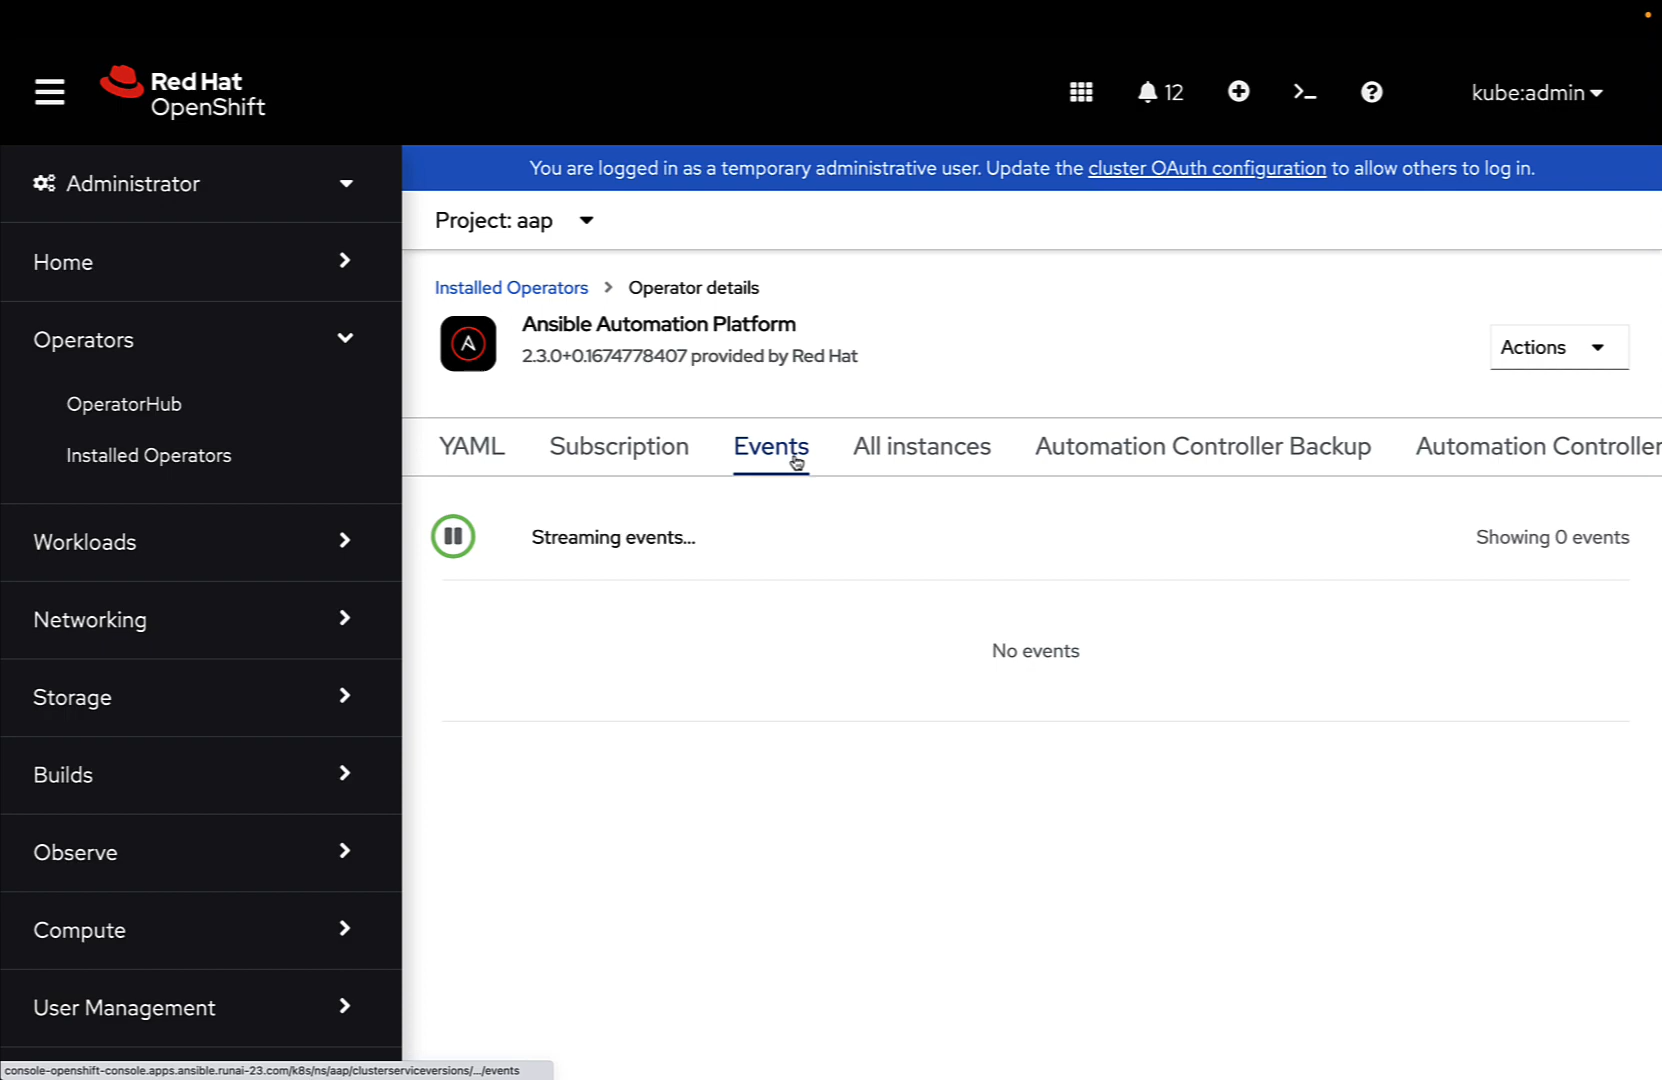 Red Hat
OpenShift
12
kube:admin
Administrator
Home
Operators
OperatorHub
Installed Operators
Workloads
Networking
Storage
Builds
Observe
Compute
User Management
You are logged in as a temporary administrative user. Update the cluster OAuth configuration to allow others to log in.
Project: aap
Installed Operators > Operator details
Ansible Automation Platform
2.3.0+0.1674778407 provided by Red Hat
Actions
YAML Subscription Events All instances Automation Controller Backup Automation Controller
Streaming events... Showing 0 events
No events
console-openshift-console.apps.ansible.runai-23.com/k8s/ns/aap/clusterserviceversions/.../events